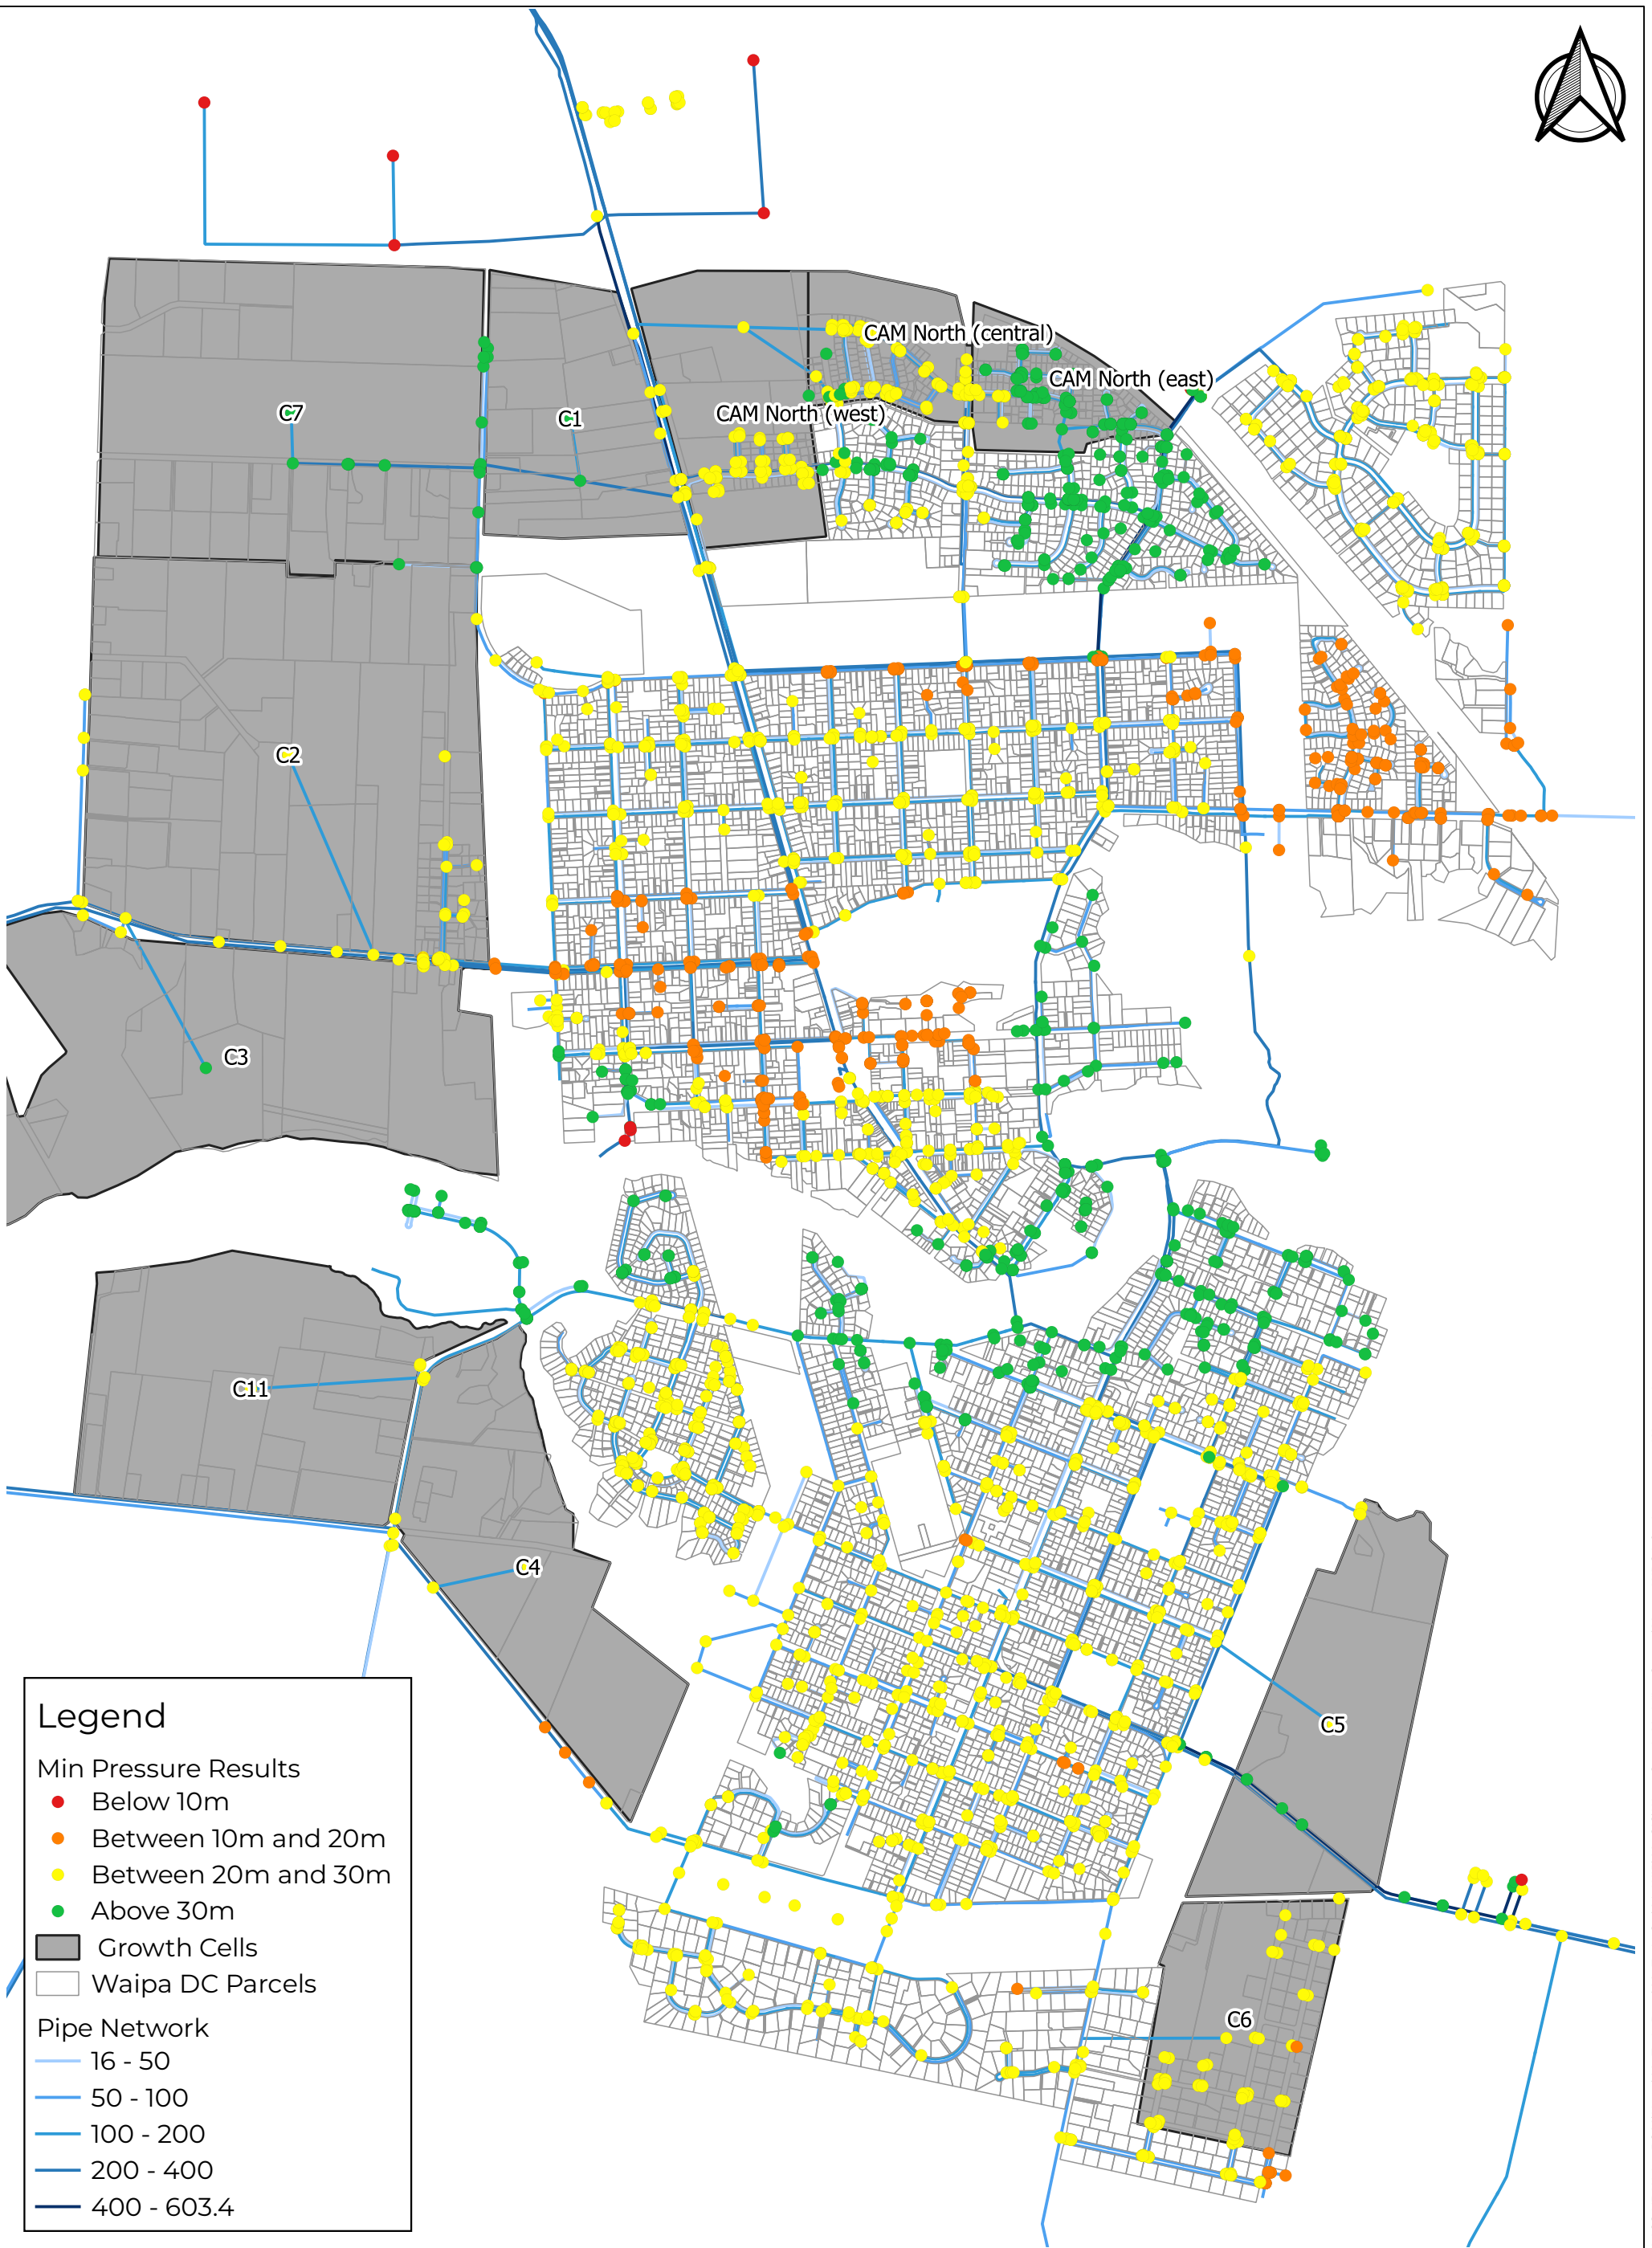 CAM North (central)
CAM North (east)
C7
C1
CAM North (west)
C2
C3
C11
C4
C5
C6
Legend
Min Pressure Results
Below 10m
Between 10m and 20m
Between 20m and 30m
Above 30m
Growth Cells
Waipa DC Parcels
Pipe Network
16 - 50
50 - 100
100 - 200
200 - 400
400 - 603.4